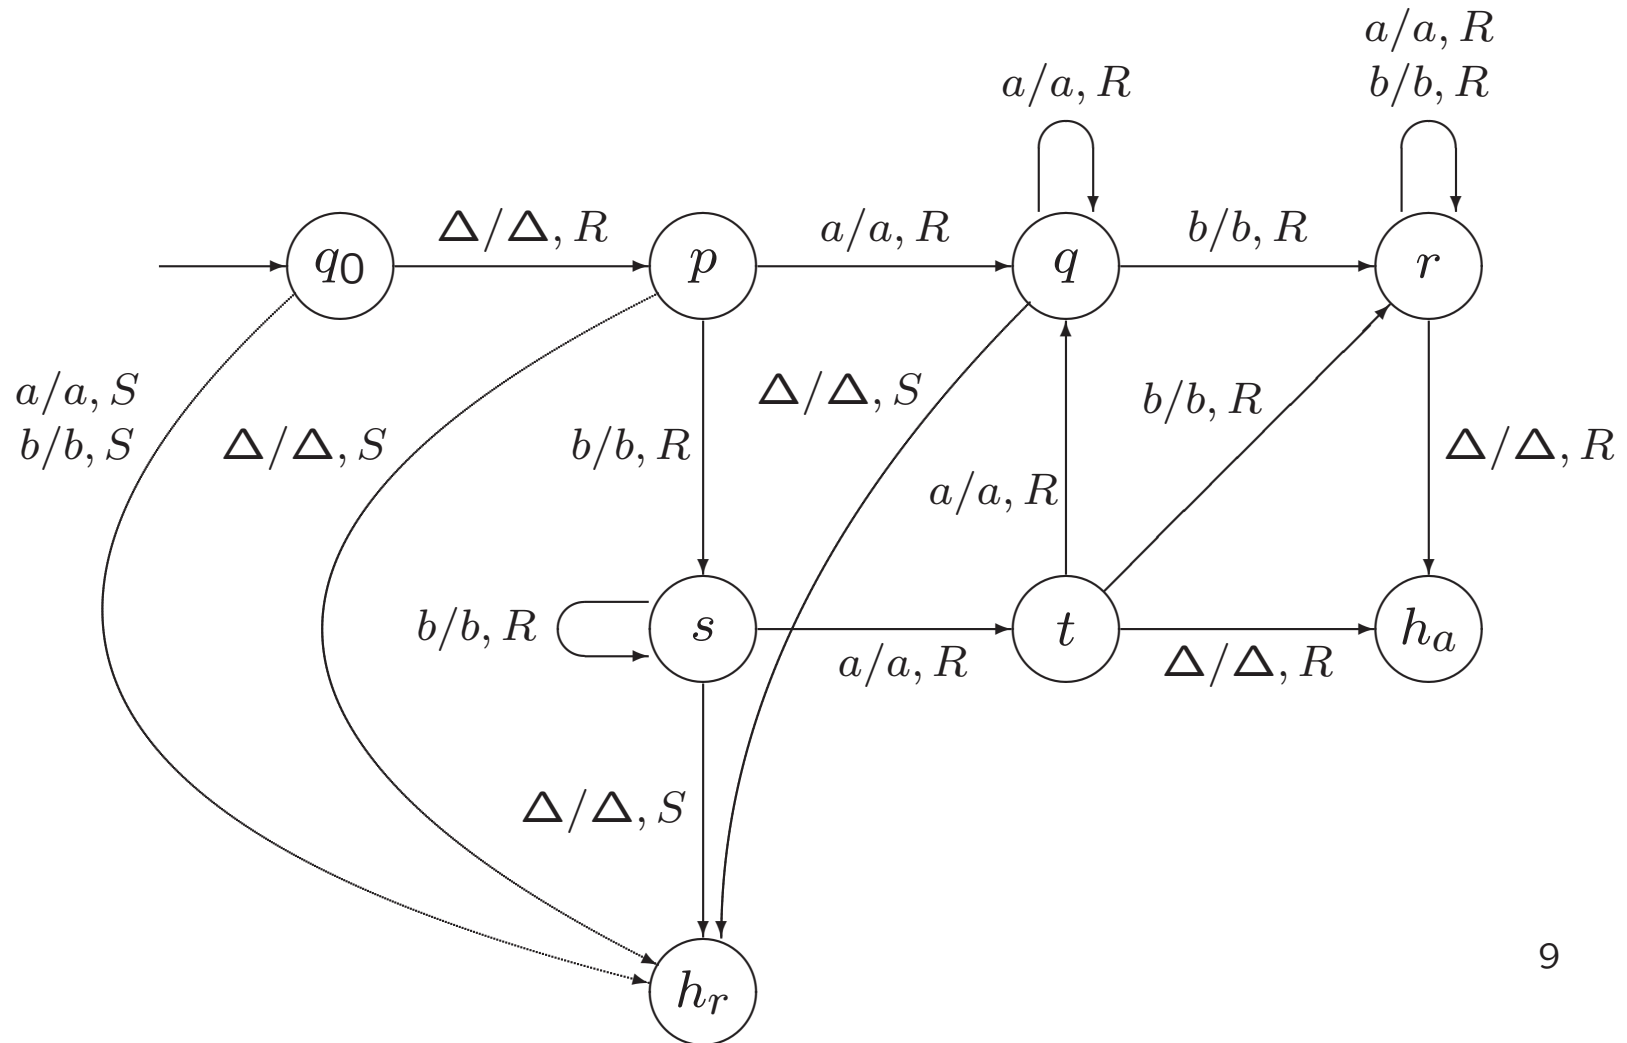 a/a, R
b/b, R
a/a, R
q₀
Δ/Δ, R
p
a/a, R
q
b/b, R
r
a/a, S
b/b, S
Δ/Δ, S
b/b, R
Δ/Δ, S
a/a, R
b/b, R
Δ/Δ, R
b/b, R
s
a/a, R
t
Δ/Δ, R
hₐ
Δ/Δ, S
hᵣ
9